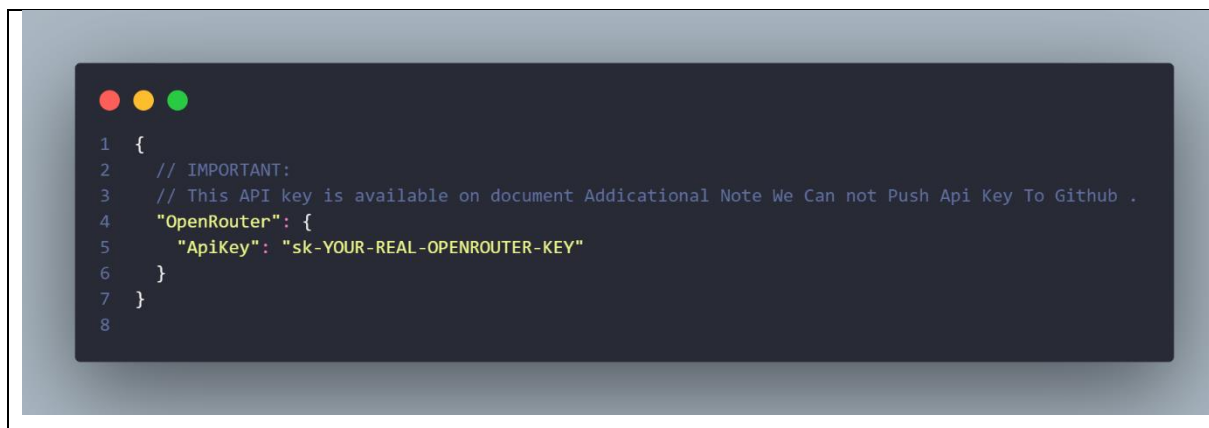 1 {
2 // IMPORTANT:
3 // This API key is available on document Addicational Note We Can not Push Api Key To Github .
4 "OpenRouter": {
5 "ApiKey": "sk-YOUR-REAL-OPENROUTER-KEY"
6 }
7 }
8